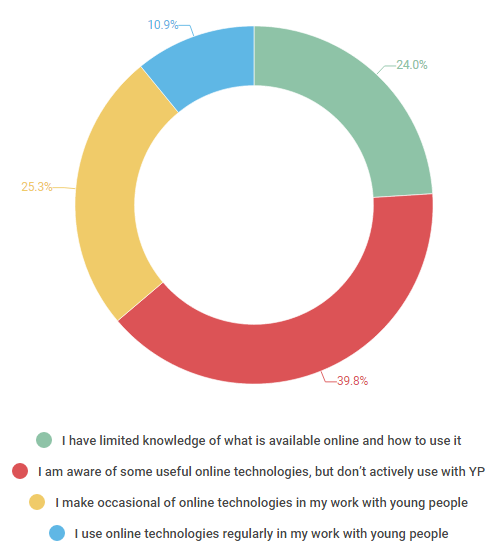 10.9%
24.0%
25.3%
39.8%
I have limited knowledge of what is available online and how to use it
I am aware of some useful online technologies, but don’t actively use with YP
I make occasional of online technologies in my work with young people
I use online technologies regularly in my work with young people